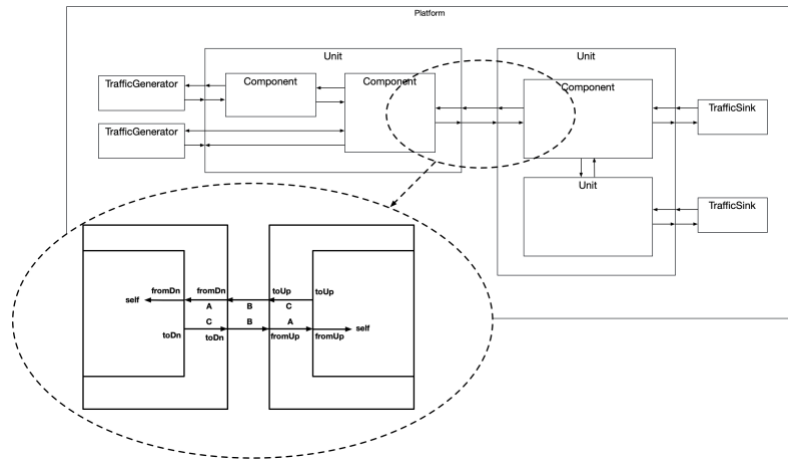 Platform
Unit
Unit
TrafficGenerator
Component
Component
Component
TrafficSink
TrafficGenerator
Unit
TrafficSink
fromDn fromDn toUp toUp
self
A B C
C B A self
toDn toDn fromUp fromUp